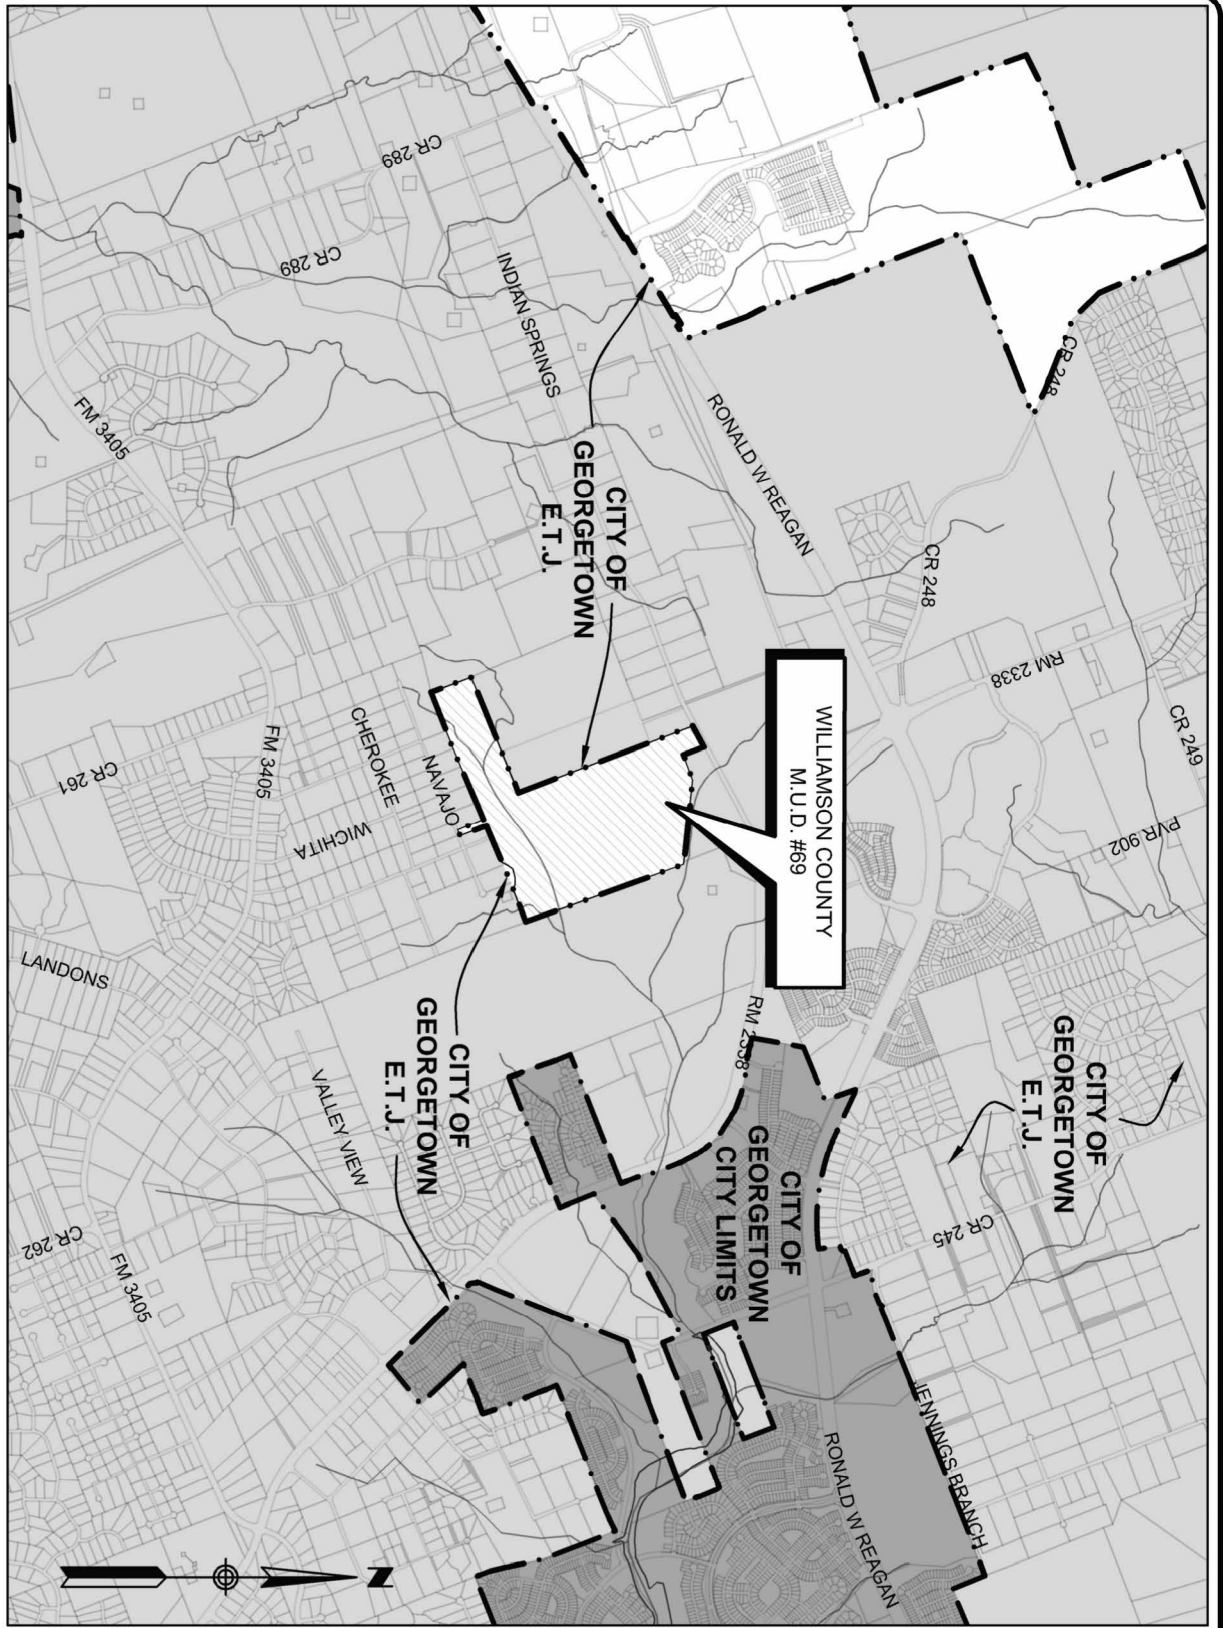 CR 249
PVR 902
CITY OF
GEORGETOWN
E.T.J.
CR 248
RM 2338
CR 245
JENNINGS BRANCH
CR 248
RONALD W REAGAN
WILLIAMSON COUNTY
M.U.D. #69
CITY OF
GEORGETOWN
CITY LIMITS
RONALD W REAGAN
RM 2338
CITY OF
GEORGETOWN
E.T.J.
INDIAN SPRINGS
NAVAJO
CITY OF
GEORGETOWN
E.T.J.
CR 289
CHEROKEE
N
VALLEY VIEW
WICHITA
CR 289
FM 3405
FM 3405
FM 3405
CR 261
LANDONS
CR 262